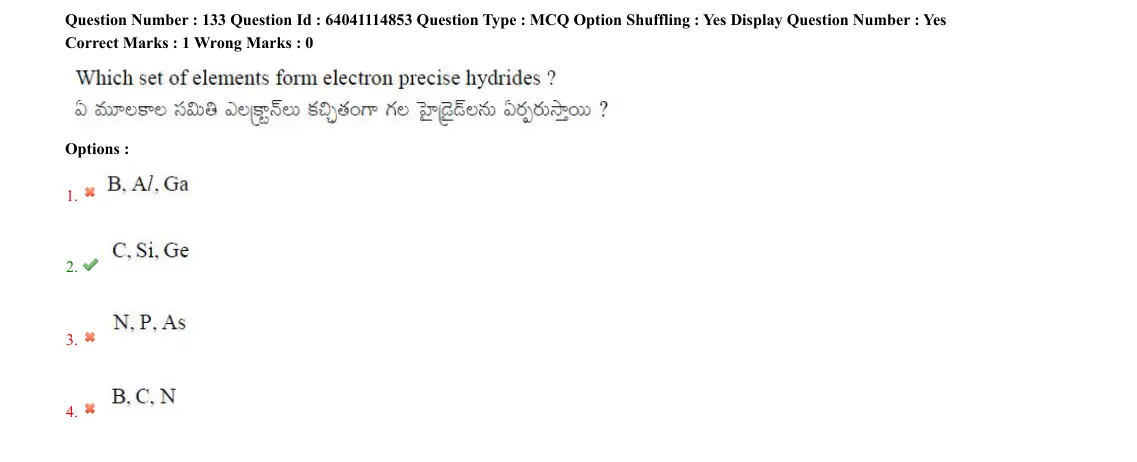 Question Number : 133 Question Id : 64041114853 Question Type : MCQ Option Shuffling : Yes Display Question Number : Yes
Correct Marks : 1 Wrong Marks : 0
Which set of elements form electron precise hydrides ?
ఏ మూలకాల సమితి ఎలక్ట్రాన్‌లు కచ్చితంగా గల హైడ్రైడ్‌లను ఏర్పరుస్తాయి ?
Options :
1. B, Al, Ga
2. C, Si, Ge
3. N, P, As
4. B, C, N